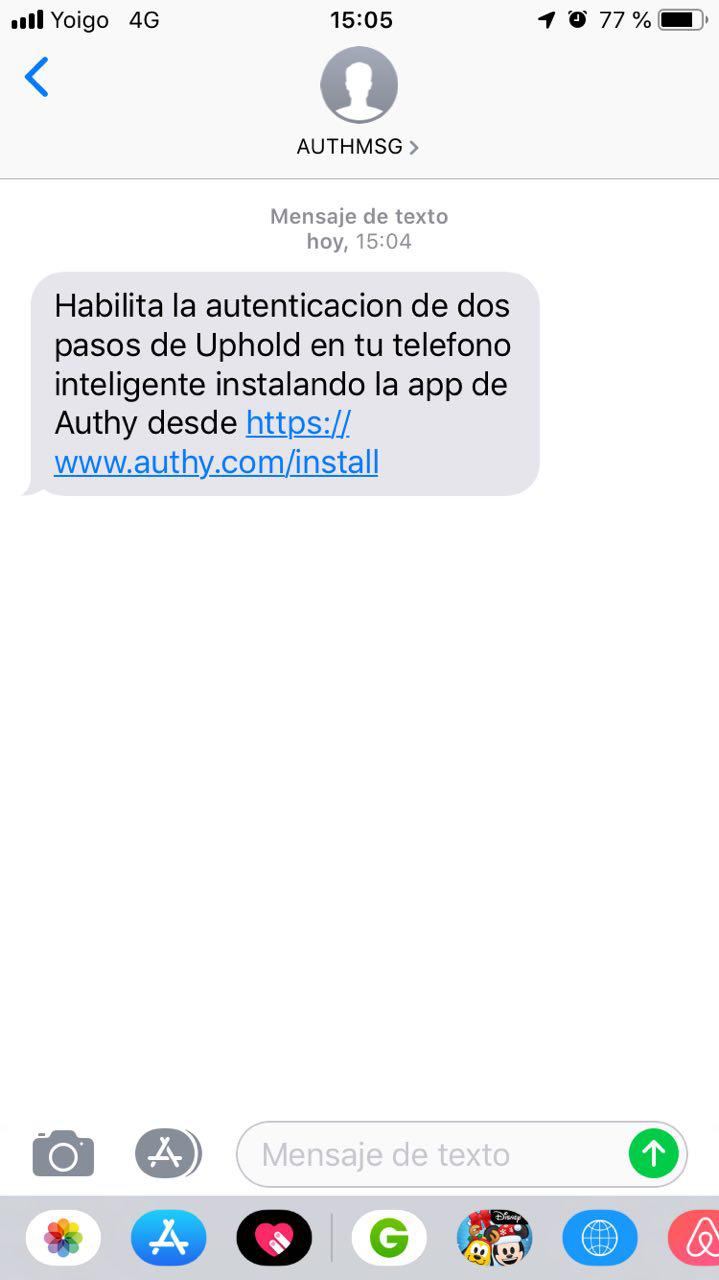 Yoigo 4G 15:05 77 %
AUTHMSG
Mensaje de texto
hoy, 15:04
Habilita la autenticacion de dos
pasos de Uphold en tu telefono
inteligente instalando la app de
Authy desde https://
www.authy.com/install
Mensaje de texto
G
Disney